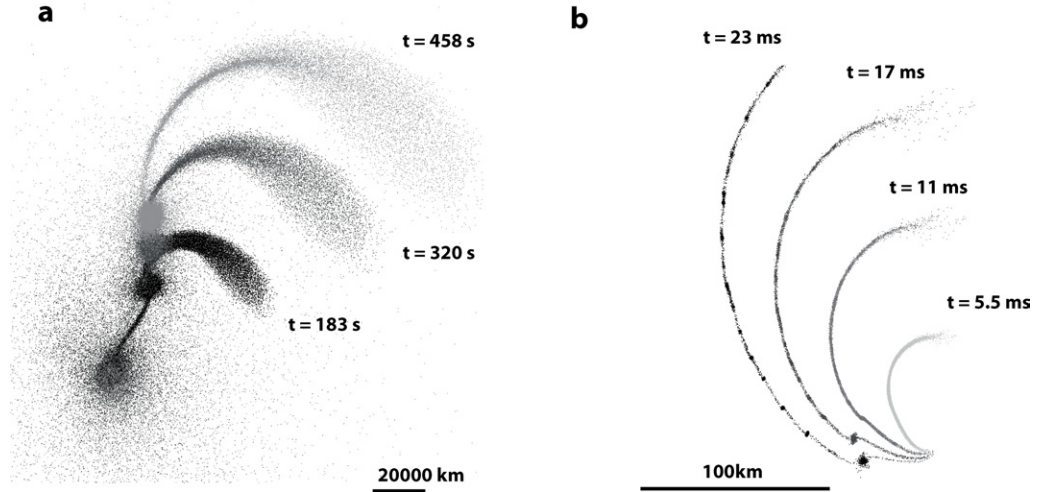 a
t = 458 s
t = 320 s
t = 183 s
20000 km
b
t = 23 ms
t = 17 ms
t = 11 ms
t = 5.5 ms
100km